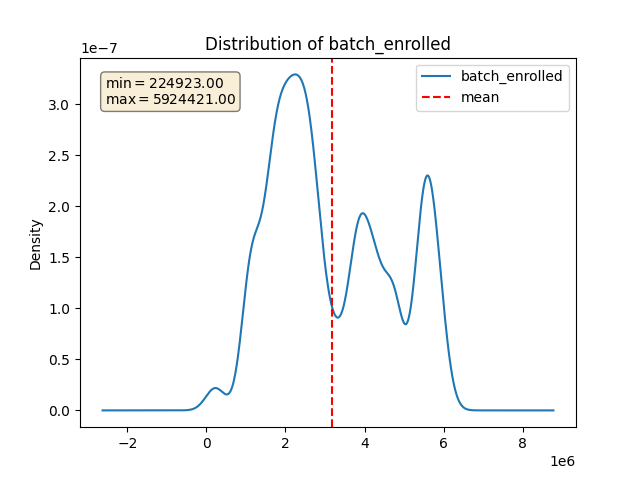 Distribution of batch_enrolled
1e−7
min = 224923.00
max = 5924421.00
batch_enrolled
mean
3.0
2.5
2.0
1.5
1.0
0.5
0.0
Density
−2
0
2
4
6
8
1e6